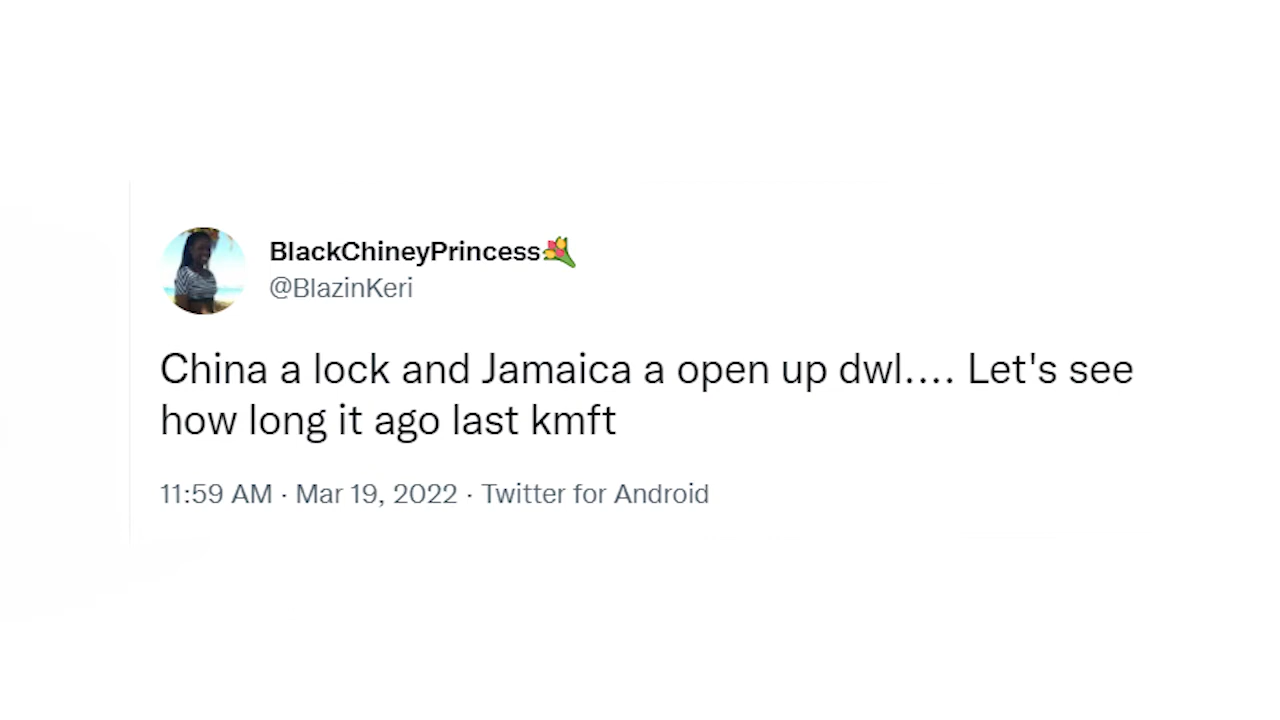 BlackChineyPrincess💐
@BlazinKeri
China a lock and Jamaica a open up dwl.... Let's see
how long it ago last kmft
11:59 AM · Mar 19, 2022 · Twitter for Android